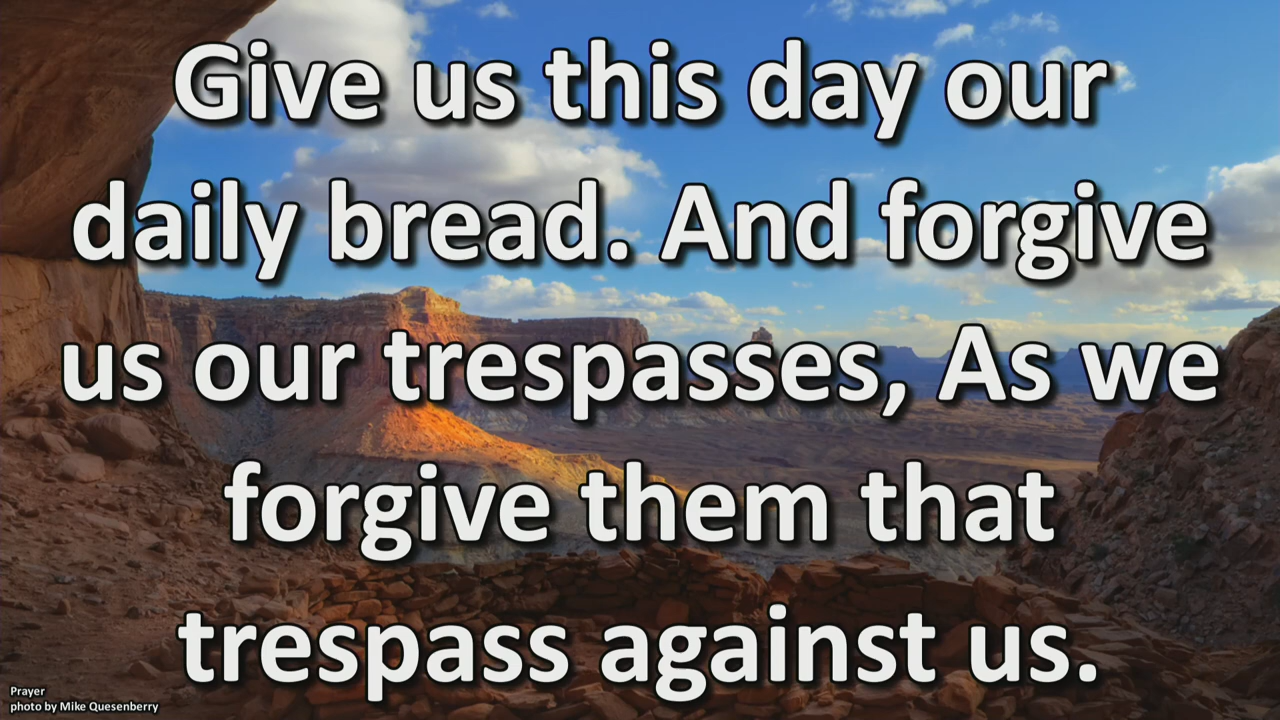 Give us this day our
daily bread. And forgive
us our trespasses, As we
forgive them that
trespass against us.
Prayer
photo by Mike Quesenberry